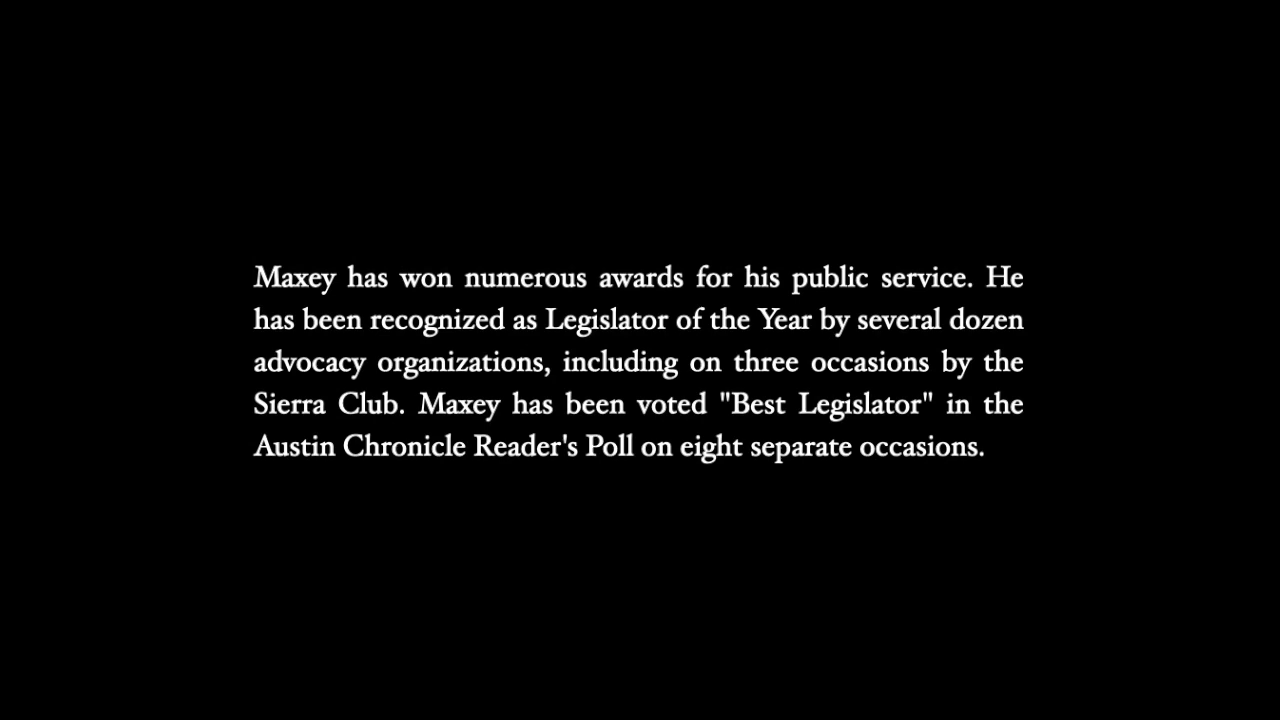 Maxey has won numerous awards for his public service. He
has been recognized as Legislator of the Year by several dozen
advocacy organizations, including on three occasions by the
Sierra Club. Maxey has been voted "Best Legislator" in the
Austin Chronicle Reader's Poll on eight separate occasions.